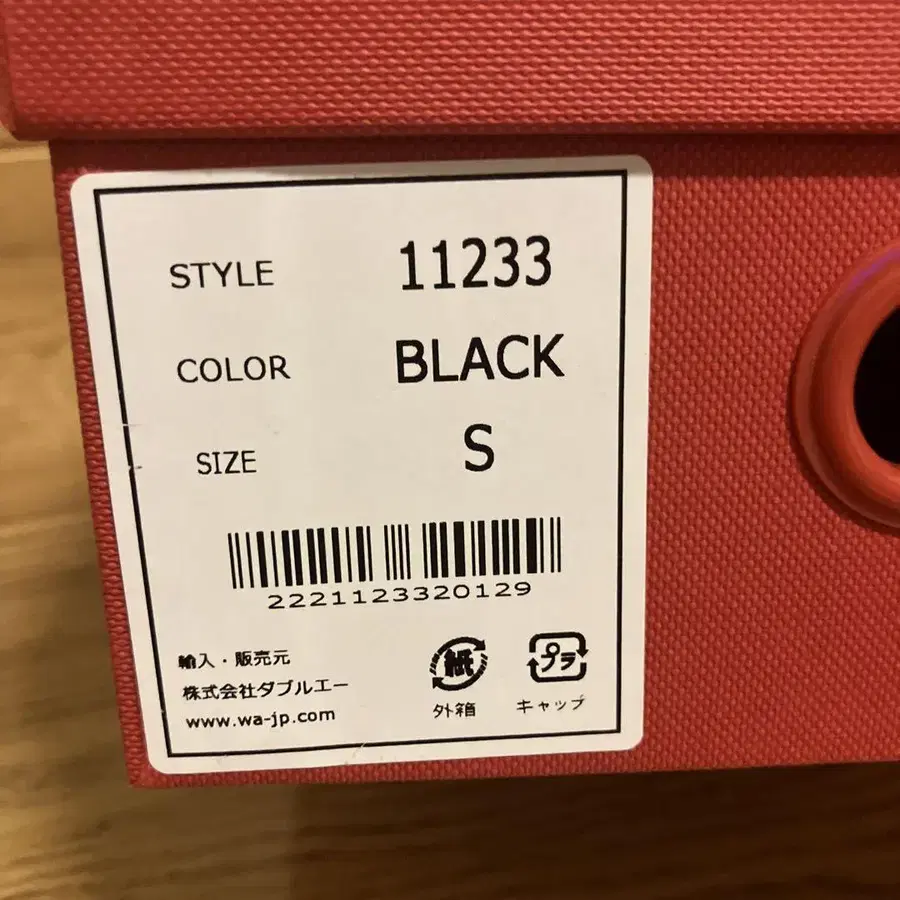 STYLE 11233
COLOR BLACK
SIZE S
2221123320129
輸入・販売元
株式会社ダブルエー
www.wa-jp.com
紙 プラ
外箱 キャップ